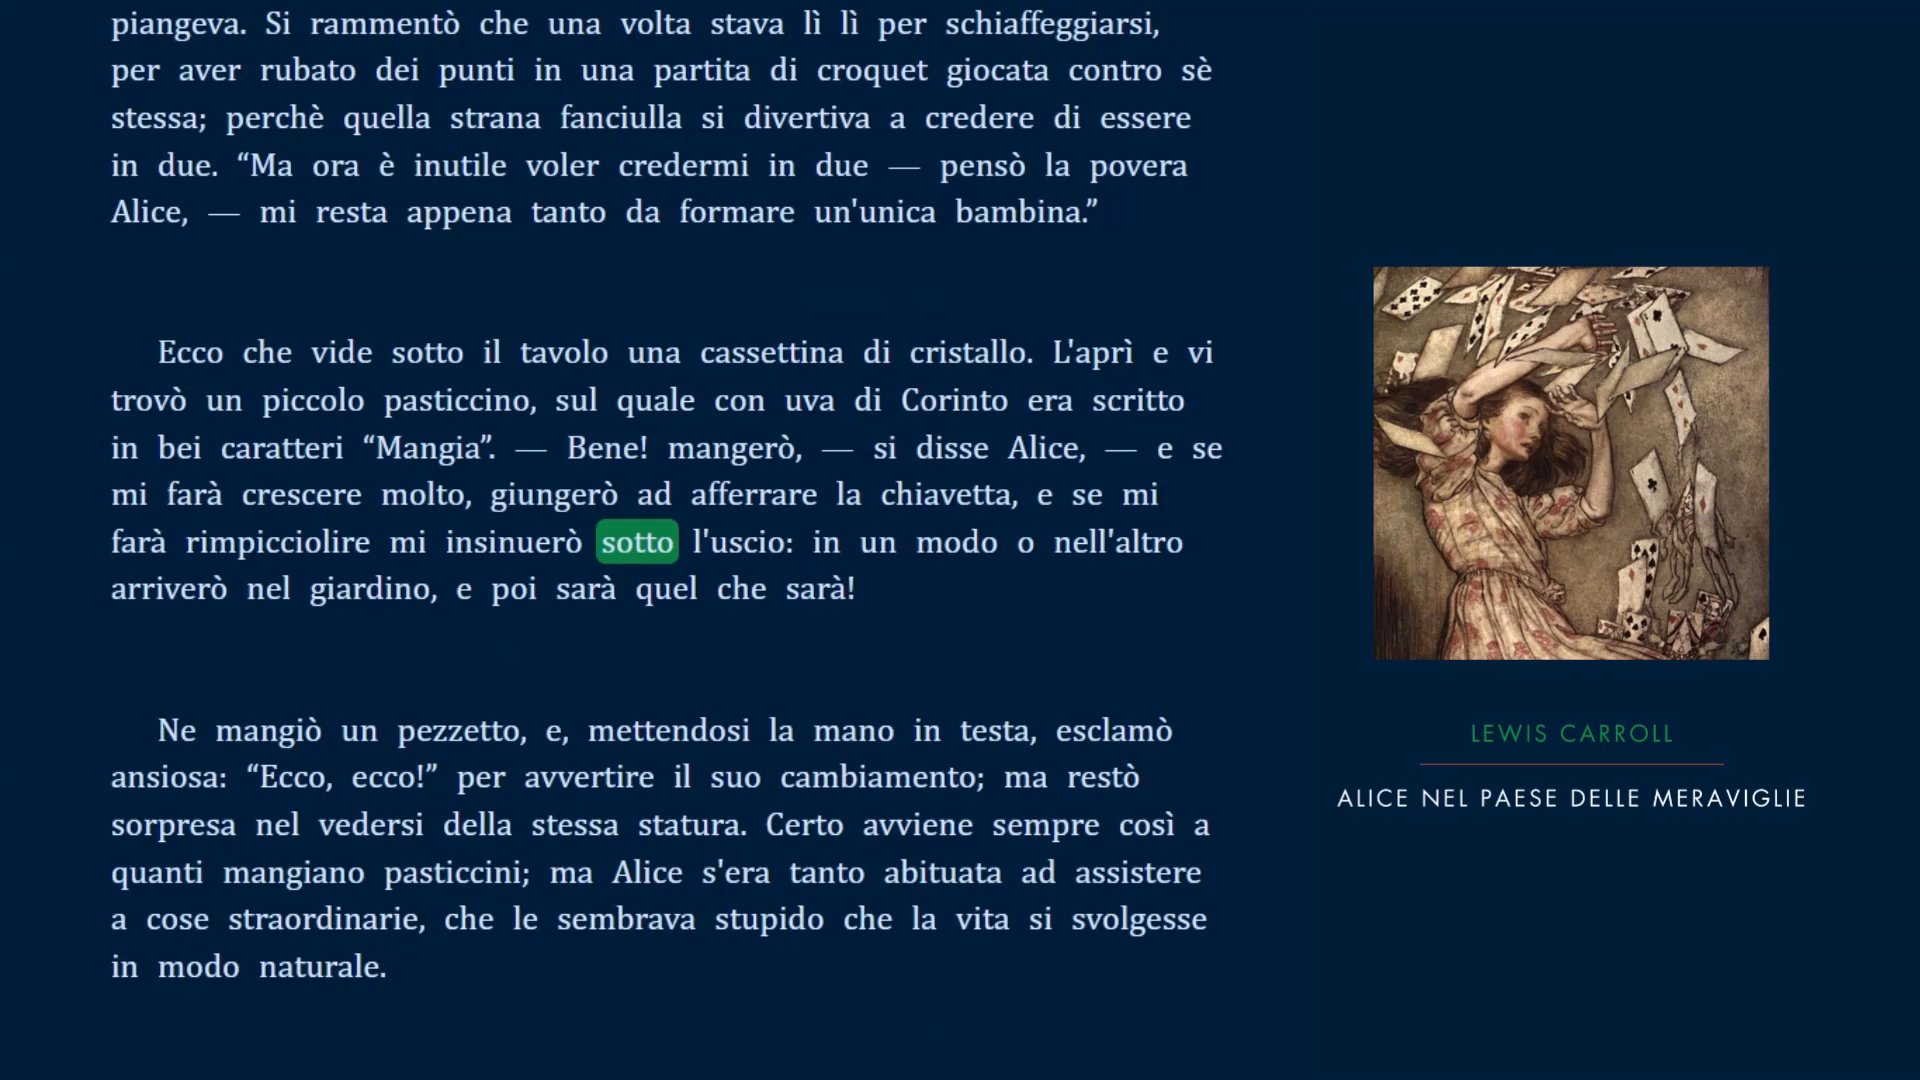 piangeva. Si rammentò che una volta stava lì lì per schiaffeggiarsi,
per aver rubato dei punti in una partita di croquet giocata contro sè
stessa; perchè quella strana fanciulla si divertiva a credere di essere
in due. “Ma ora è inutile voler credermi in due — pensò la povera
Alice, — mi resta appena tanto da formare un'unica bambina.”
Ecco che vide sotto il tavolo una cassettina di cristallo. L'aprì e vi
trovò un piccolo pasticcino, sul quale con uva di Corinto era scritto
in bei caratteri “Mangia”. — Bene! mangerò, — si disse Alice, — e se
mi farà crescere molto, giungerò ad afferrare la chiavetta, e se mi
farà rimpicciolire mi insinuerò sotto l'uscio: in un modo o nell'altro
arriverò nel giardino, e poi sarà quel che sarà!
Ne mangiò un pezzetto, e, mettendosi la mano in testa, esclamò
ansiosa: “Ecco, ecco!” per avvertire il suo cambiamento; ma restò
sorpresa nel vedersi della stessa statura. Certo avviene sempre così a
quanti mangiano pasticcini; ma Alice s'era tanto abituata ad assistere
a cose straordinarie, che le sembrava stupido che la vita si svolgesse
in modo naturale.
LEWIS CARROLL
ALICE NEL PAESE DELLE MERAVIGLIE